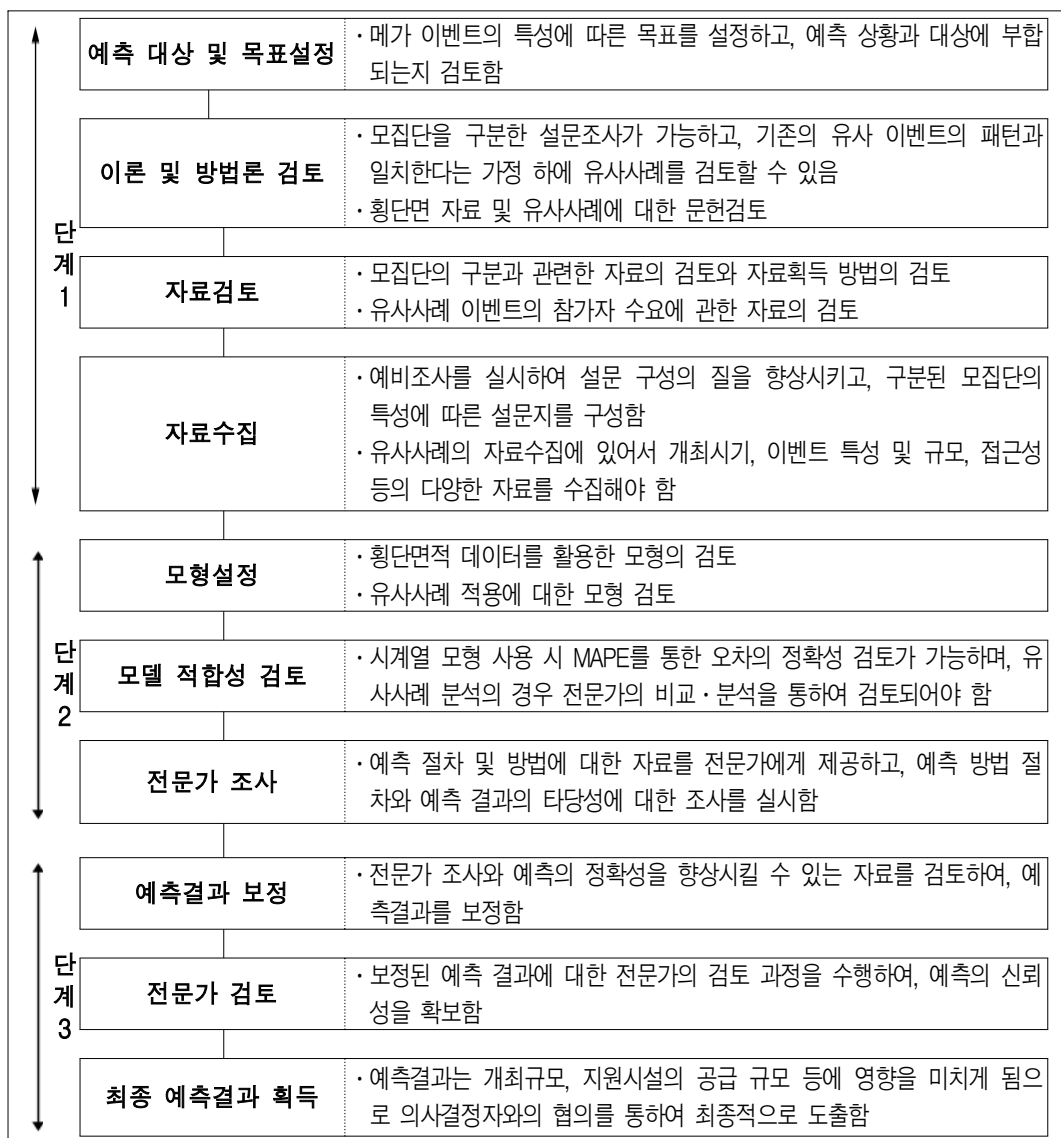 단계1
예측 대상 및 목표설정
·메가 이벤트의 특성에 따른 목표를 설정하고, 예측 상황과 대상에 부합
되는지 검토함
이론 및 방법론 검토
·모집단을 구분한 설문조사가 가능하고, 기존의 유사 이벤트의 패턴과
일치한다는 가정 하에 유사사례를 검토할 수 있음
·횡단면 자료 및 유사사례에 대한 문헌검토
자료검토
·모집단의 구분과 관련한 자료의 검토와 자료획득 방법의 검토
·유사사례 이벤트의 참가자 수요에 관한 자료의 검토
자료수집
·예비조사를 실시하여 설문 구성의 질을 향상시키고, 구분된 모집단의
특성에 따른 설문지를 구성함
·유사사례의 자료수집에 있어서 개최시기, 이벤트 특성 및 규모, 접근성
등의 다양한 자료를 수집해야 함
단계2
모형설정
·횡단면적 데이터를 활용한 모형의 검토
·유사사례 적용에 대한 모형 검토
모델 적합성 검토
·시계열 모형 사용 시 MAPE를 통한 오차의 정확성 검토가 가능하며, 유
사사례 분석의 경우 전문가의 비교·분석을 통하여 검토되어야 함
전문가 조사
·예측 절차 및 방법에 대한 자료를 전문가에게 제공하고, 예측 방법 절
차와 예측 결과의 타당성에 대한 조사를 실시함
단계3
예측결과 보정
·전문가 조사와 예측의 정확성을 향상시킬 수 있는 자료를 검토하여, 예
측결과를 보정함
전문가 검토
·보정된 예측 결과에 대한 전문가의 검토 과정을 수행하여, 예측의 신뢰
성을 확보함
최종 예측결과 획득
·예측결과는 개최규모, 지원시설의 공급 규모 등에 영향을 미치게 됨으
로 의사결정자와의 협의를 통하여 최종적으로 도출함